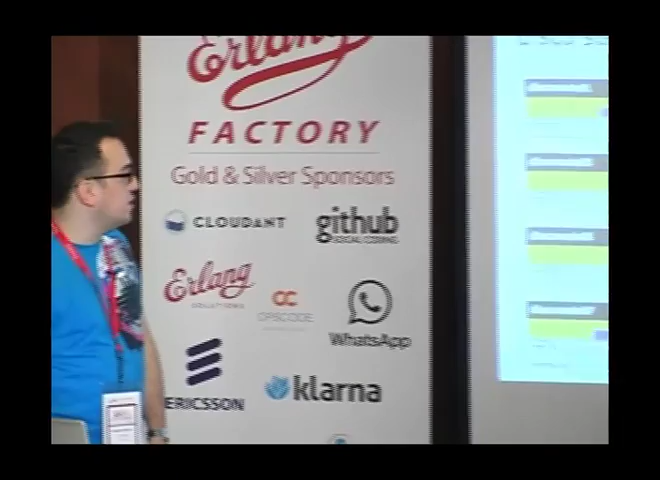 Erlang
FACTORY
Gold & Silver Sponsors
CLOUDANT
github
SOCIAL CODING
Erlang
SOLUTIONS
OPSCODE
WhatsApp
ERICSSON
klarna